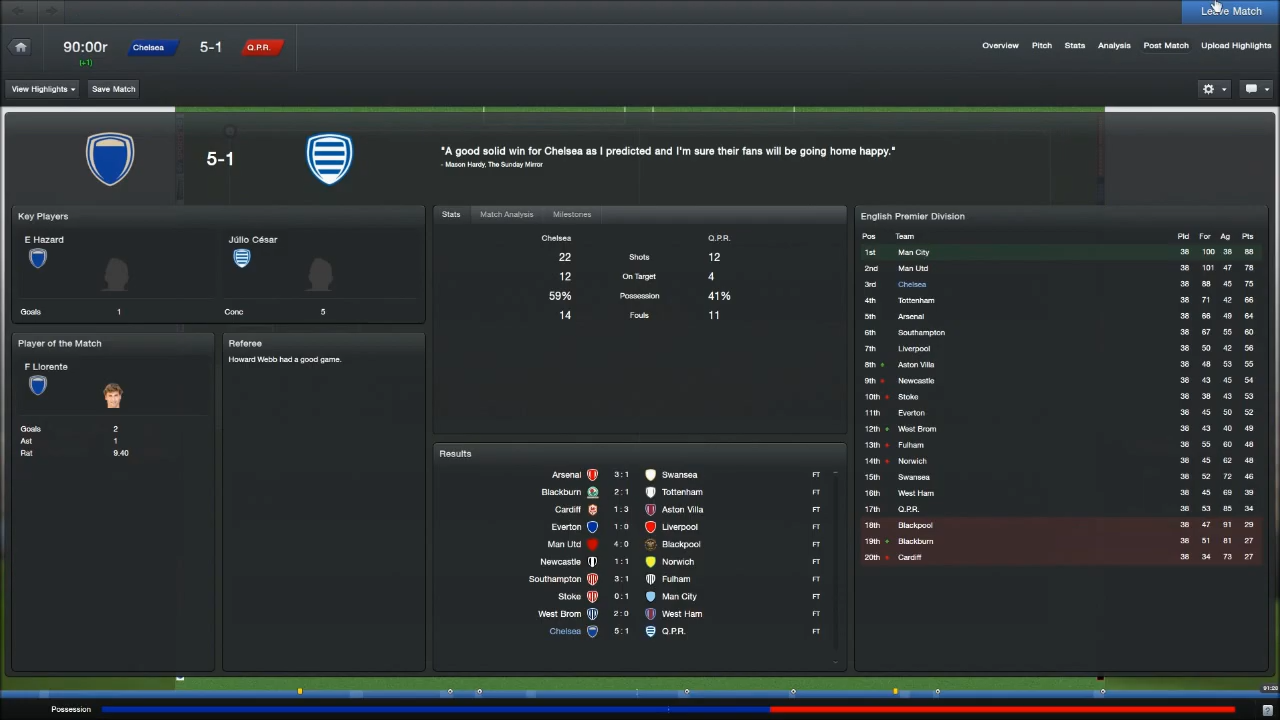 Leave Match
90:00r
(+1)
Chelsea
5-1
Q.P.R.
Overview
Pitch
Stats
Analysis
Post Match
Upload Highlights
View Highlights
Save Match
5-1
"A good solid win for Chelsea as I predicted and I'm sure their fans will be going home happy."
- Mason Hardy, The Sunday Mirror
Key Players
E Hazard
Júlio César
Goals 1
Conc 5
Player of the Match
F Llorente
Goals 2
Ast 1
Rat 9.40
Referee
Howard Webb had a good game.
Stats
Match Analysis
Milestones
Chelsea Q.P.R.
22 Shots 12
12 On Target 4
59% Possession 41%
14 Fouls 11
Results
Arsenal 3:1 Swansea FT
Blackburn 2:1 Tottenham FT
Cardiff 1:3 Aston Villa FT
Everton 1:0 Liverpool FT
Man Utd 4:0 Blackpool FT
Newcastle 1:1 Norwich FT
Southampton 3:1 Fulham FT
Stoke 0:1 Man City FT
West Brom 2:0 West Ham FT
Chelsea 5:1 Q.P.R. FT
English Premier Division
Pos Team Pld For Ag Pts
1st Man City 38 100 38 88
2nd Man Utd 38 101 47 78
3rd Chelsea 38 88 45 75
4th Tottenham 38 71 42 66
5th Arsenal 38 66 49 64
6th Southampton 38 67 55 60
7th Liverpool 38 50 42 56
8th Aston Villa 38 48 53 55
9th Newcastle 38 43 45 54
10th Stoke 38 38 43 53
11th Everton 38 45 50 52
12th West Brom 38 43 40 49
13th Fulham 38 55 60 48
14th Norwich 38 45 62 48
15th Swansea 38 52 72 46
16th West Ham 38 45 69 39
17th Q.P.R. 38 53 85 34
18th Blackpool 38 47 91 29
19th Blackburn 38 51 81 27
20th Cardiff 38 34 73 27
91:28
Possession